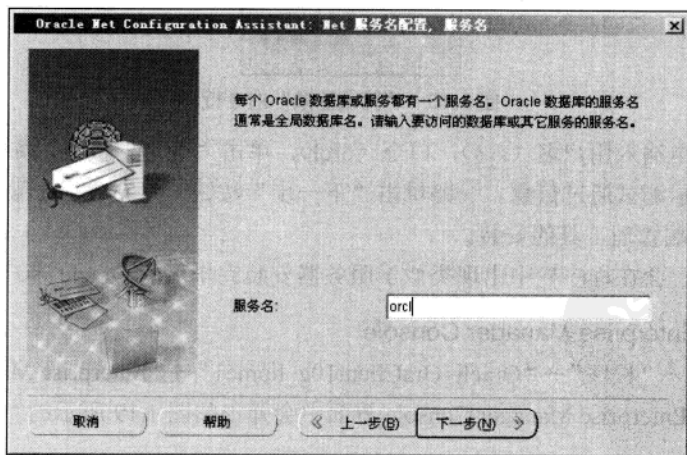 Oracle Net Configuration Assistant: Net 服务名配置, 服务名
每个 Oracle 数据库或服务都有一个服务名。Oracle 数据库的服务名
通常是全局数据库名。请输入要访问的数据库或其它服务的服务名。
服务名:
orcl
取消
帮助
上一步(B)
下一步(N)